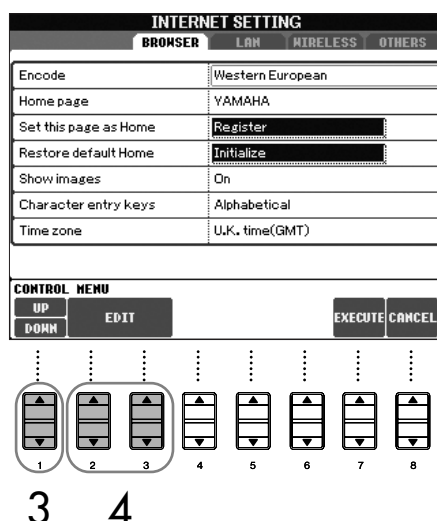 INTERNET SETTING
BROWSER LAN WIRELESS OTHERS
Encode Western European
Home page YAMAHA
Set this page as Home Register
Restore default Home Initialize
Show images On
Character entry keys Alphabetical
Time zone U.K. time(GMT)
CONTROL MENU
UP
DOWN
EDIT
EXECUTE CANCEL
1 2 3 4 5 6 7 8
3 4